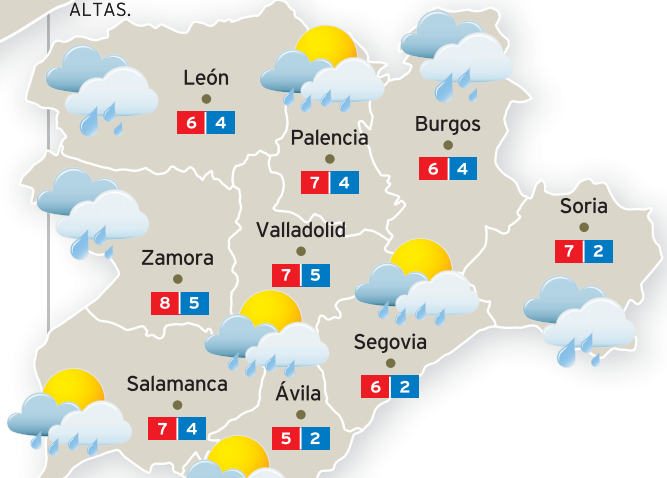 ALTAS.
León
6 4
Palencia
7 4
Burgos
6 4
Soria
7 2
Valladolid
7 5
Zamora
8 5
Segovia
6 2
Salamanca
7 4
Ávila
5 2